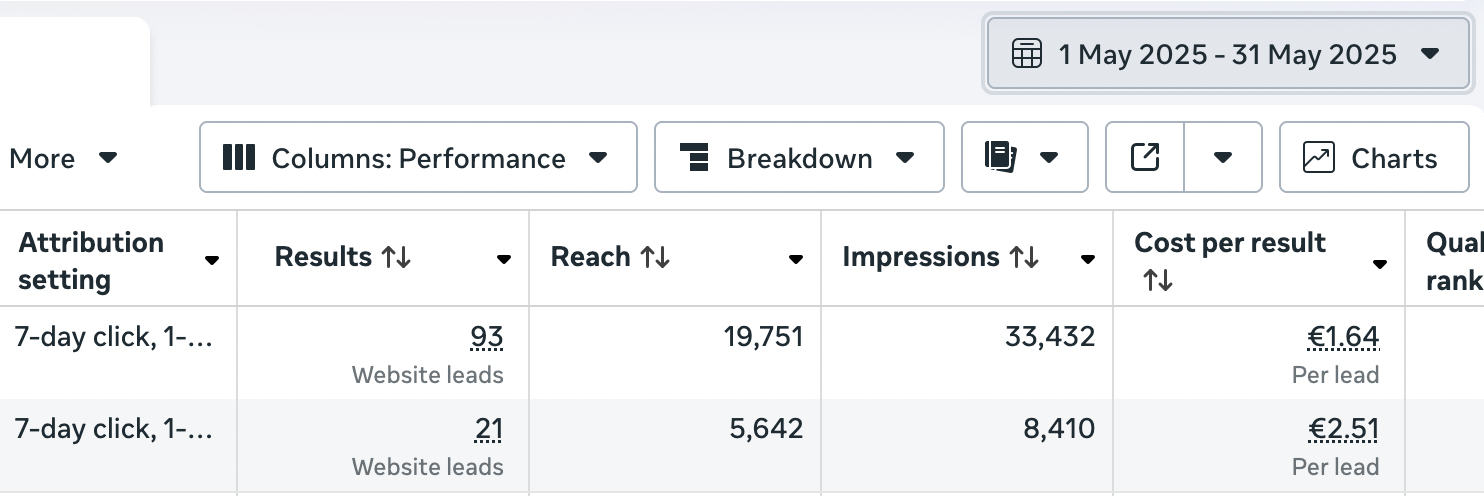 1 May 2025 - 31 May 2025
More Columns: Performance Breakdown Charts
Attribution setting Results Reach Impressions Cost per result
7-day click, 1-... 93 19,751 33,432 €1.64
Website leads Per lead
7-day click, 1-... 21 5,642 8,410 €2.51
Website leads Per lead